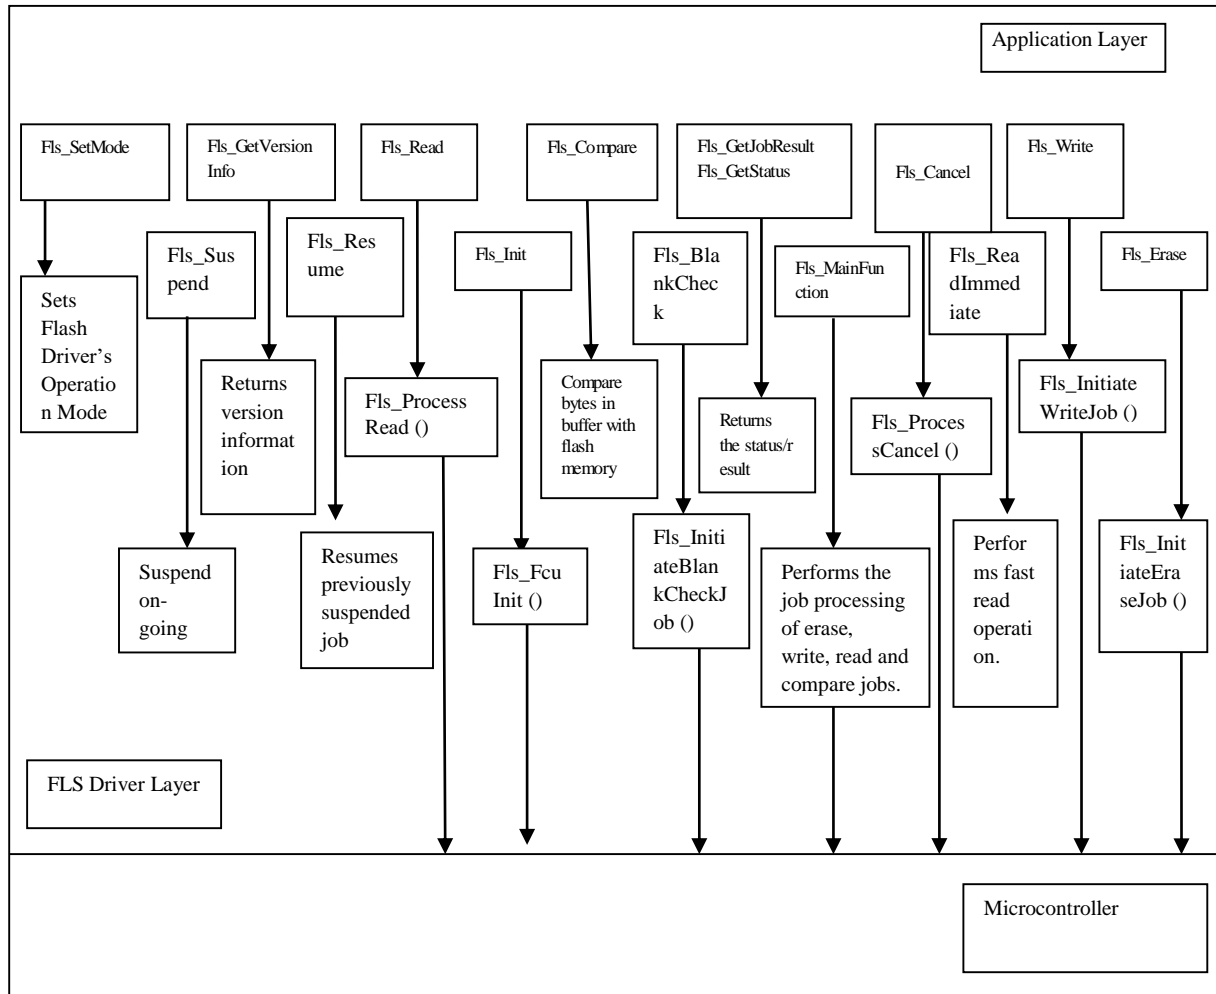 Application Layer
Fls_SetMode
Fls_GetVersion
Info
Fls_Read
Fls_Compare
Fls_GetJobResult
Fls_GetStatus
Fls_Cancel
Fls_Write
Fls_Sus
pend
Fls_Res
ume
Fls_Init
Fls_Bla
nkChec
k
Fls_MainFun
ction
Fls_Rea
dImmed
iate
Fls_Erase
Sets
Flash
Driver's
Operatio
n Mode
Returns
version
informat
ion
Fls_Process
Read ()
Compare
bytes in
buffer with
flash
memory
Returns
the status/r
esult
Fls_Proce
sCancel ()
Fls_Initiate
WriteJob ()
Suspend
on-
going
Resumes
previously
suspended
job
Fls_Fcu
Init ()
Fls_Initi
ateBlan
kCheckJ
ob ()
Performs the
job processing
of erase,
write, read and
compare jobs.
Perfor
ms fast
read
operati
on.
Fls_Init
iateEra
seJob ()
FLS Driver Layer
Microcontroller